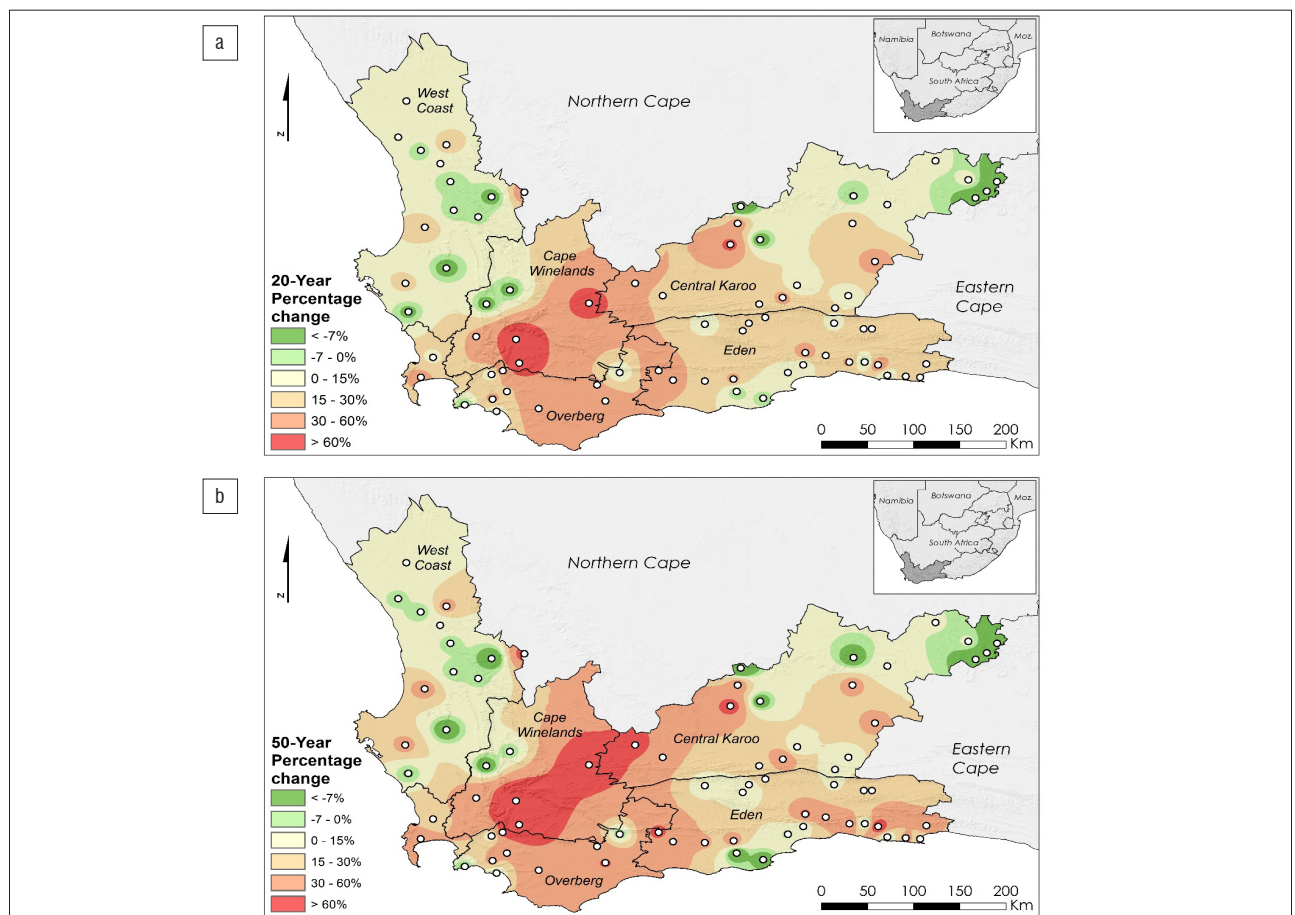 a
Namibia
Botswana
Moz.
South Africa
N
West
Coast
Northern Cape
Cape
Winelands
Central Karoo
Eastern
Cape
Eden
Overberg
20-Year
Percentage
change
< -7%
-7 - 0%
0 - 15%
15 - 30%
30 - 60%
> 60%
0 50 100 150 200
Km
b
Namibia
Botswana
Moz.
South Africa
N
West
Coast
Northern Cape
Cape
Winelands
Central Karoo
Eastern
Cape
Eden
Overberg
50-Year
Percentage
change
< -7%
-7 - 0%
0 - 15%
15 - 30%
30 - 60%
> 60%
0 50 100 150 200
Km